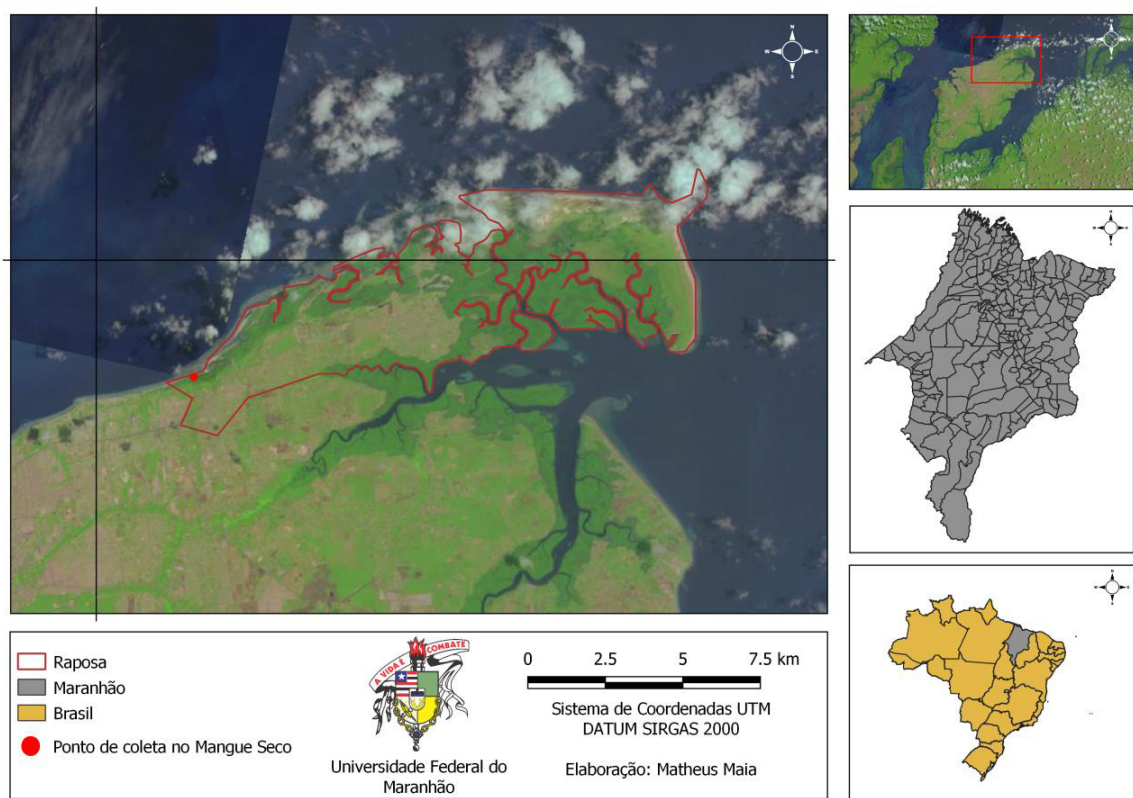 N
W
E
S
Raposa
Maranhão
Brasil
Ponto de coleta no Mangue Seco
A VIDA É COMBATE
Universidade Federal do
Maranhão
0 2.5 5 7.5 km
Sistema de Coordenadas UTM
DATUM SIRGAS 2000
Elaboração: Matheus Maia